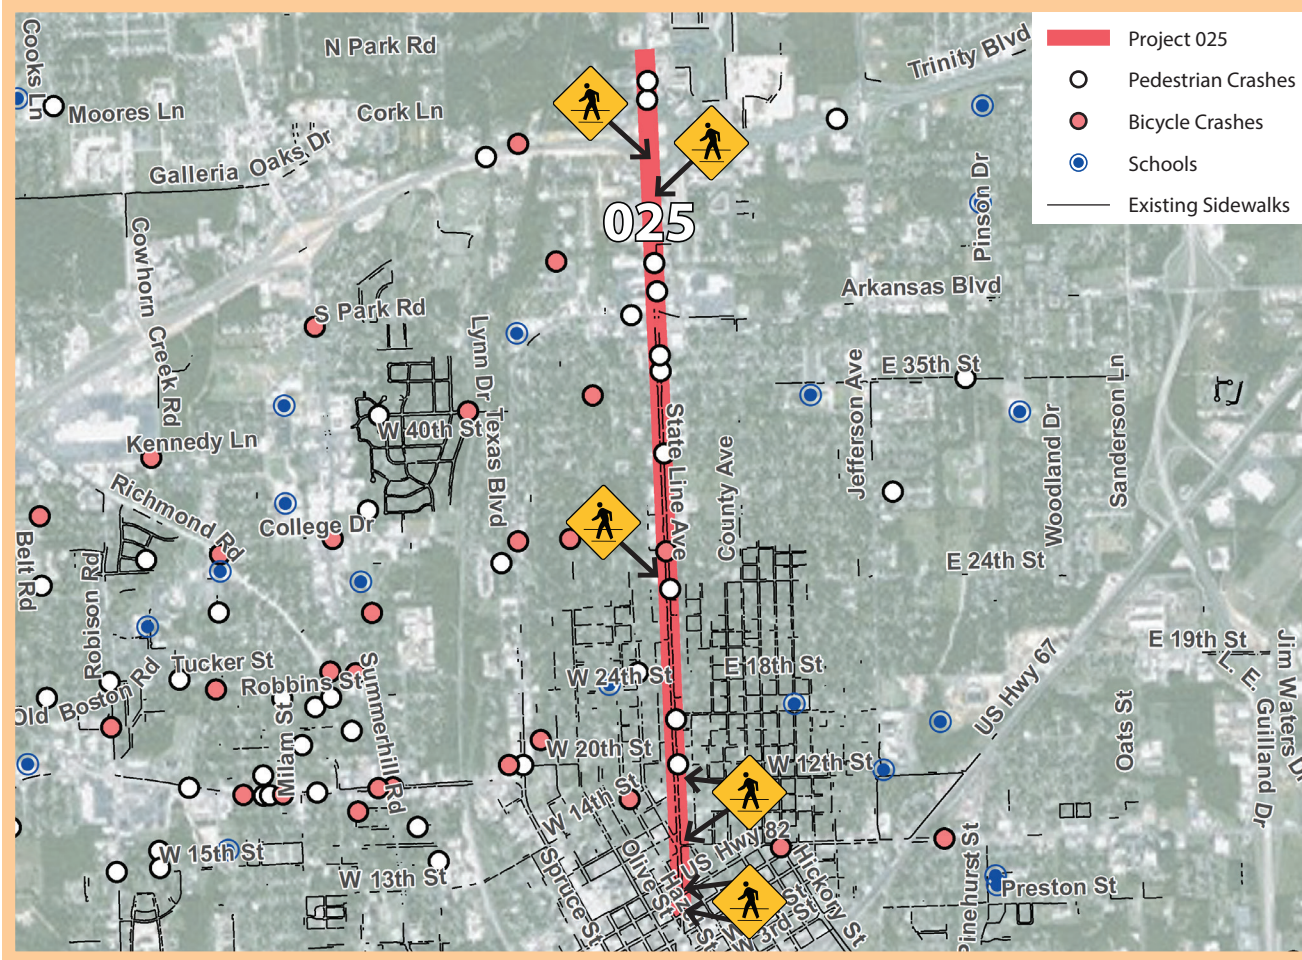 Project 025
Pedestrian Crashes
Bicycle Crashes
Schools
Existing Sidewalks
Cooks Ln
N Park Rd
Trinity Blvd
Moores Ln
Cork Ln
Galleria Oaks Dr
Pinson Dr
025
Cowhorn Creek Rd
S Park Rd
Arkansas Blvd
Lynn Dr
Jefferson Ave
E 35th St
Sanderson Ln
Woodland Dr
W 40th St
Texas Blvd
State Line Ave
County Ave
Kennedy Ln
Richmond Rd
College Dr
Belt Rd
Robison Rd
E 24th St
E 19th St
Jim Waters Dr
L. E. Guilland Dr
US Hwy 67
Tucker St
Robbins St
Summerhill Rd
W 24th St
E 18th St
Old Boston Rd
Milam St
Oats St
W 20th St
W 12th St
W 14th St
US Hwy 82
W 15th St
W 13th St
Spruce St
Olive St
Hickory St
W 3rd St
Pinehurst St
Preston St